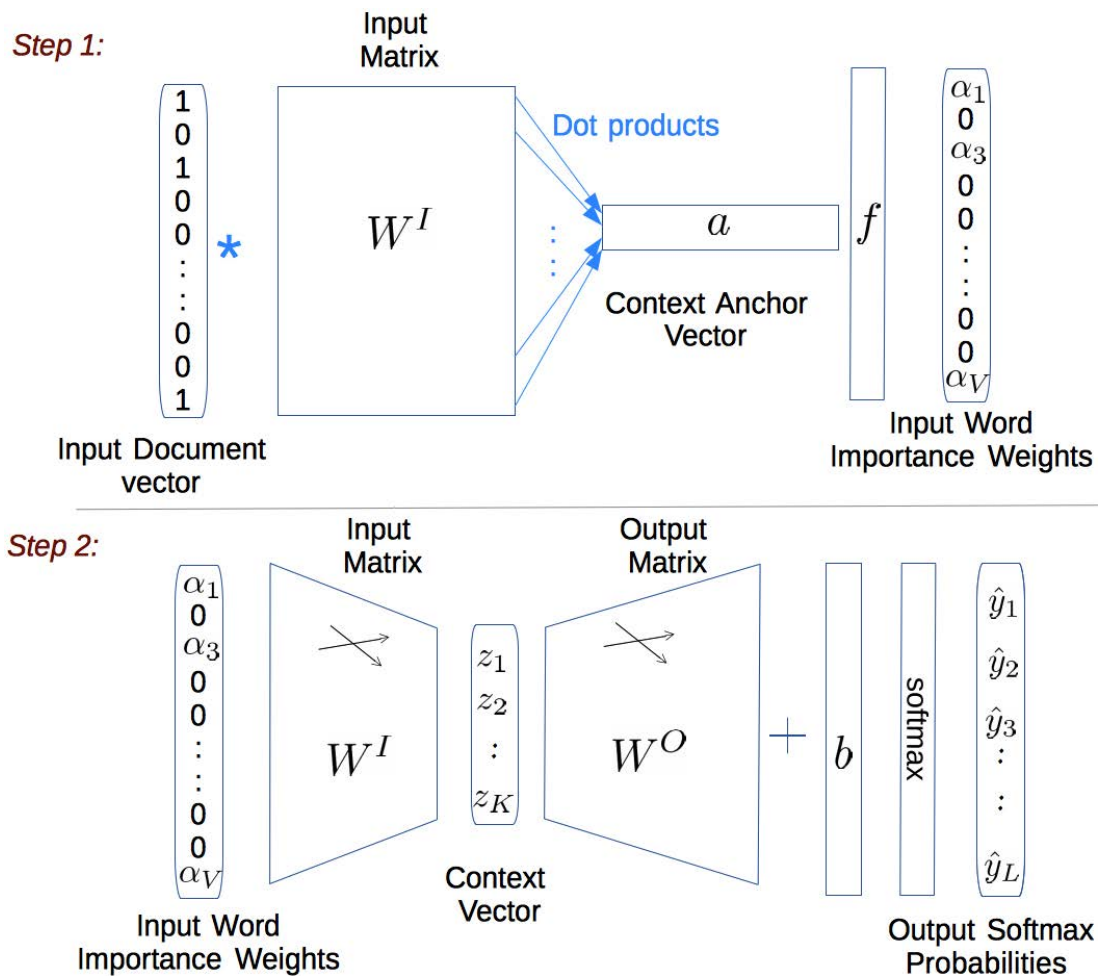 Step 1:
Input
Matrix
1
0
1
0
0
:
:
0
0
1
*
W^I
Dot products
a
Context Anchor
Vector
f
α_1
0
α_3
0
0
:
:
0
0
α_V
Input Document
vector
Input Word
Importance Weights
Step 2:
Input
Matrix
Output
Matrix
α_1
0
α_3
0
0
:
:
0
0
α_V
W^I
z_1
z_2
:
z_K
W^O
+
b
softmax
ŷ_1
ŷ_2
ŷ_3
:
:
ŷ_L
Context
Vector
Input Word
Importance Weights
Output Softmax
Probabilities